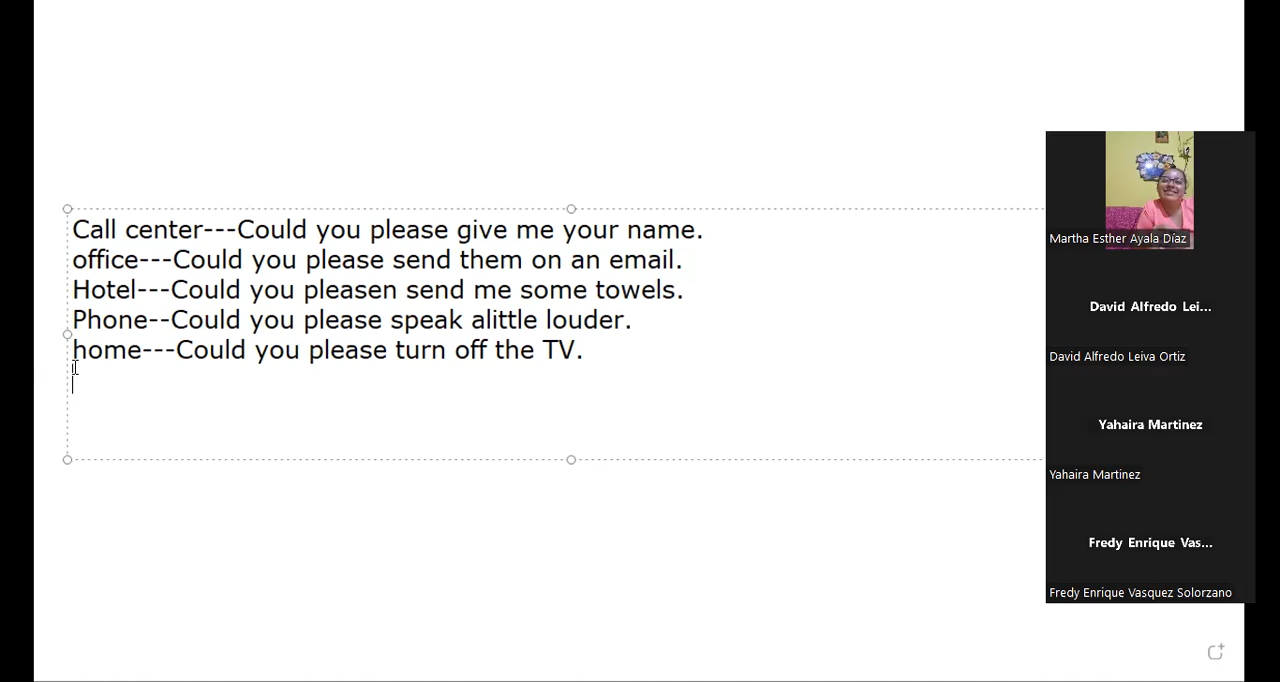 Call center---Could you please give me your name.
office---Could you please send them on an email.
Hotel---Could you pleasen send me some towels.
Phone--Could you please speak alittle louder.
home---Could you please turn off the TV.
Martha Esther Ayala Díaz
David Alfredo Lei...
David Alfredo Leiva Ortiz
Yahaira Martinez
Yahaira Martinez
Fredy Enrique Vas...
Fredy Enrique Vasquez Solorzano